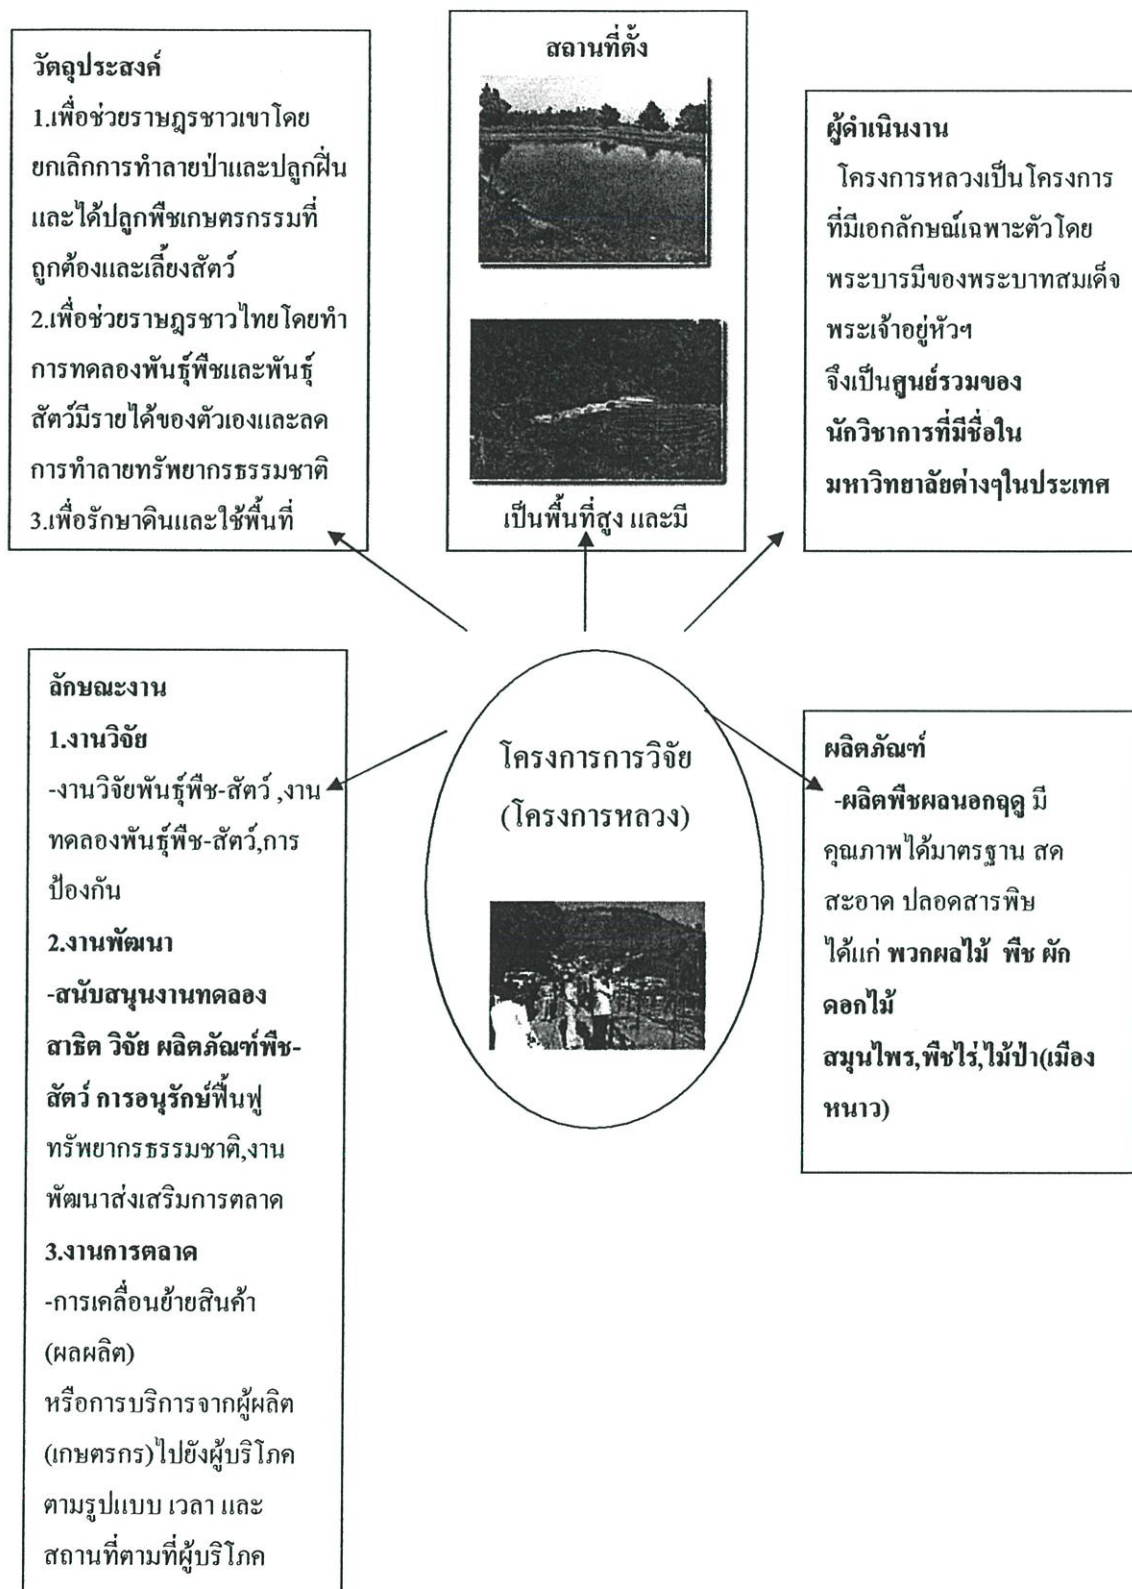 วัตถุประสงค์
1.เพื่อช่วยราษฎรชาวเขาโดย
ยกเลิกการทำลายป่าและปลูกฝิ่น
และได้ปลูกพืชเกษตรกรรมที่
ถูกต้องและเลี้ยงสัตว์
2.เพื่อช่วยราษฎรชาวไทยโดยทำ
การทดลองพันธุ์พืชและพันธุ์
สัตว์มีรายได้ของตัวเองและลด
การทำลายทรัพยากรธรรมชาติ
3.เพื่อรักษาดินและใช้พื้นที่
สถานที่ตั้ง
เป็นพื้นที่สูง และมี
ผู้ดำเนินงาน
โครงการหลวงเป็นโครงการ
ที่มีเอกลักษณ์เฉพาะตัวโดย
พระบารมีของพระบาทสมเด็จ
พระเจ้าอยู่หัวฯ
จึงเป็นศูนย์รวมของ
นักวิชาการที่มีชื่อใน
มหาวิทยาลัยต่างๆในประเทศ
ลักษณะงาน
1.งานวิจัย
-งานวิจัยพันธุ์พืช-สัตว์ ,งาน
ทดลองพันธุ์พืช-สัตว์,การ
ป้องกัน
2.งานพัฒนา
-สนับสนุนงานทดลอง
สาธิต วิจัย ผลิตภัณฑ์พืช-
สัตว์ การอนุรักษ์ฟื้นฟู
ทรัพยากรธรรมชาติ,งาน
พัฒนาส่งเสริมการตลาด
3.งานการตลาด
-การเคลื่อนย้ายสินค้า
(ผลผลิต)
หรือการบริการจากผู้ผลิต
(เกษตรกร)ไปยังผู้บริโภค
ตามรูปแบบ เวลา และ
สถานที่ตามที่ผู้บริโภค
โครงการการวิจัย
(โครงการหลวง)
ผลิตภัณฑ์
-ผลิตพืชผลนอกฤดู มี
คุณภาพได้มาตรฐาน สด
สะอาด ปลอดสารพิษ
ได้แก่ พวกผลไม้ พืช ผัก
ดอกไม้
สมุนไพร,พืชไร่,ไม้ป่า(เมือง
หนาว)